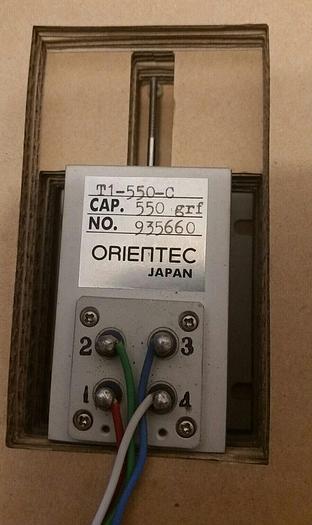 T1-550-C
CAP. 550 grf
NO. 935660
ORIENTEC
JAPAN
2 3
1 4